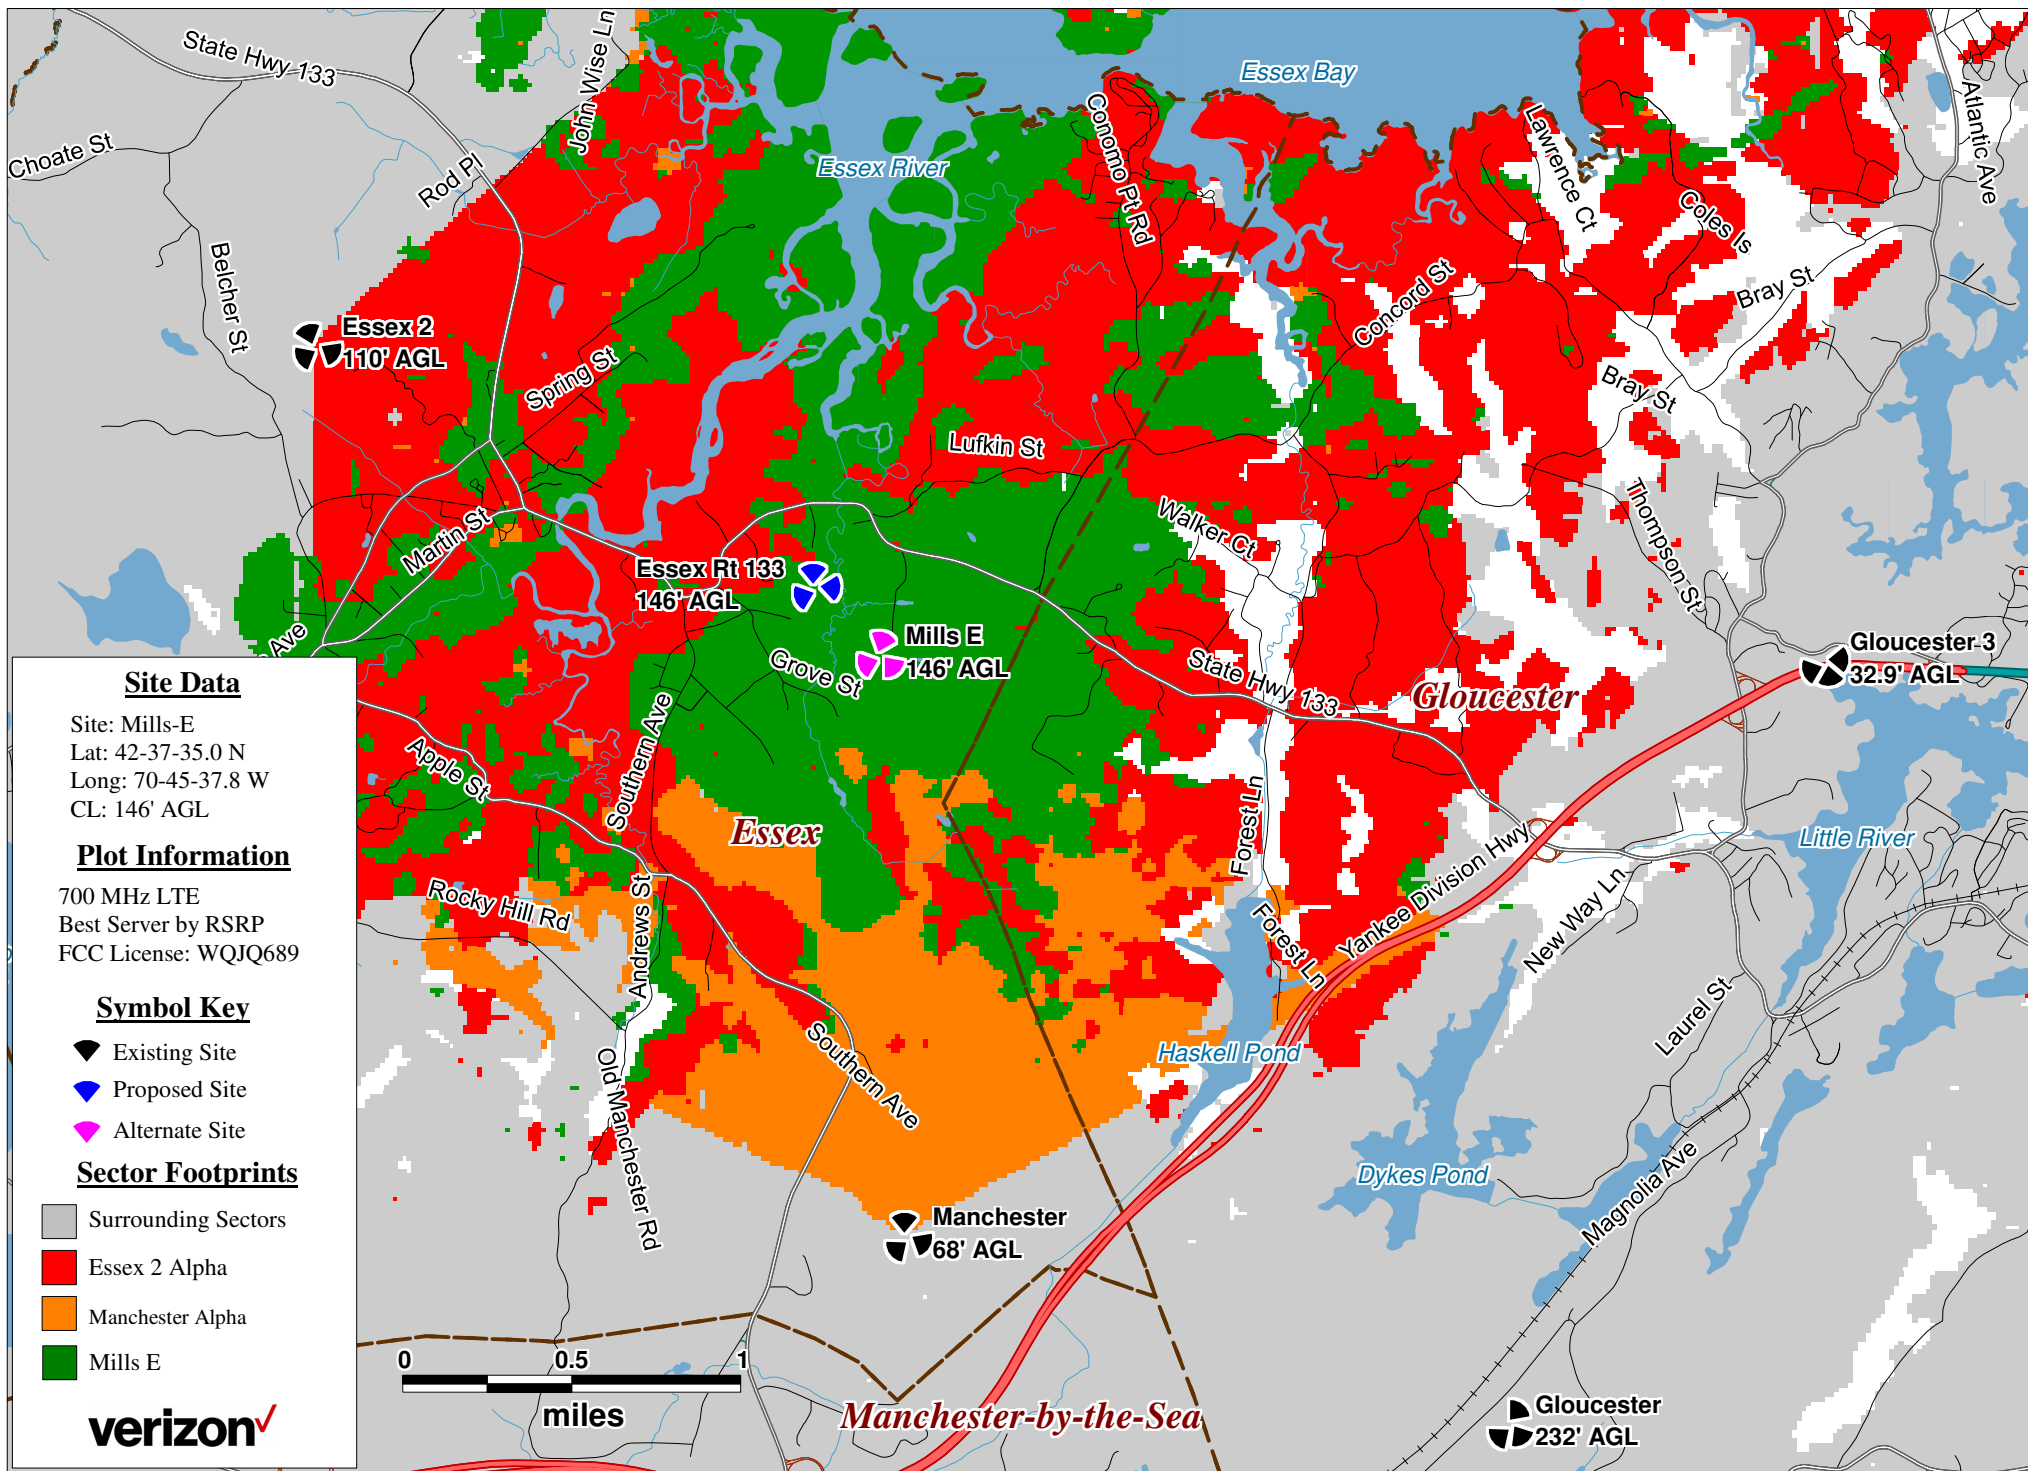 State Hwy 133
John Wise Ln
Essex Bay
Atlantic Ave
Choate St
Rod Pl
Essex River
Conomo Pt Rd
Lawrence Ct
Coles Is
Belcher St
Bray St
Essex 2
110' AGL
Spring St
Concord St
Bray St
Lufkin St
Martin St
Walker Ct
Thompson St
Essex Rt 133
146' AGL
Mills E
146' AGL
Grove St
State Hwy 133
Gloucester
Gloucester 3
32.9' AGL
Ave
Apple St
Southern Ave
Essex
Forest Ln
Little River
Yankee Division Hwy
Rocky Hill Rd
Andrews St
Forest Ln
New Way Ln
Laurel St
Old Manchester Rd
Southern Ave
Haskell Pond
Dykes Pond
Magnolia Ave
Manchester
68' AGL
Manchester-by-the-Sea
Gloucester
232' AGL
0 0.5 1
miles
Site Data
Site: Mills-E
Lat: 42-37-35.0 N
Long: 70-45-37.8 W
CL: 146' AGL
Plot Information
700 MHz LTE
Best Server by RSRP
FCC License: WQJQ689
Symbol Key
Existing Site
Proposed Site
Alternate Site
Sector Footprints
Surrounding Sectors
Essex 2 Alpha
Manchester Alpha
Mills E
verizon